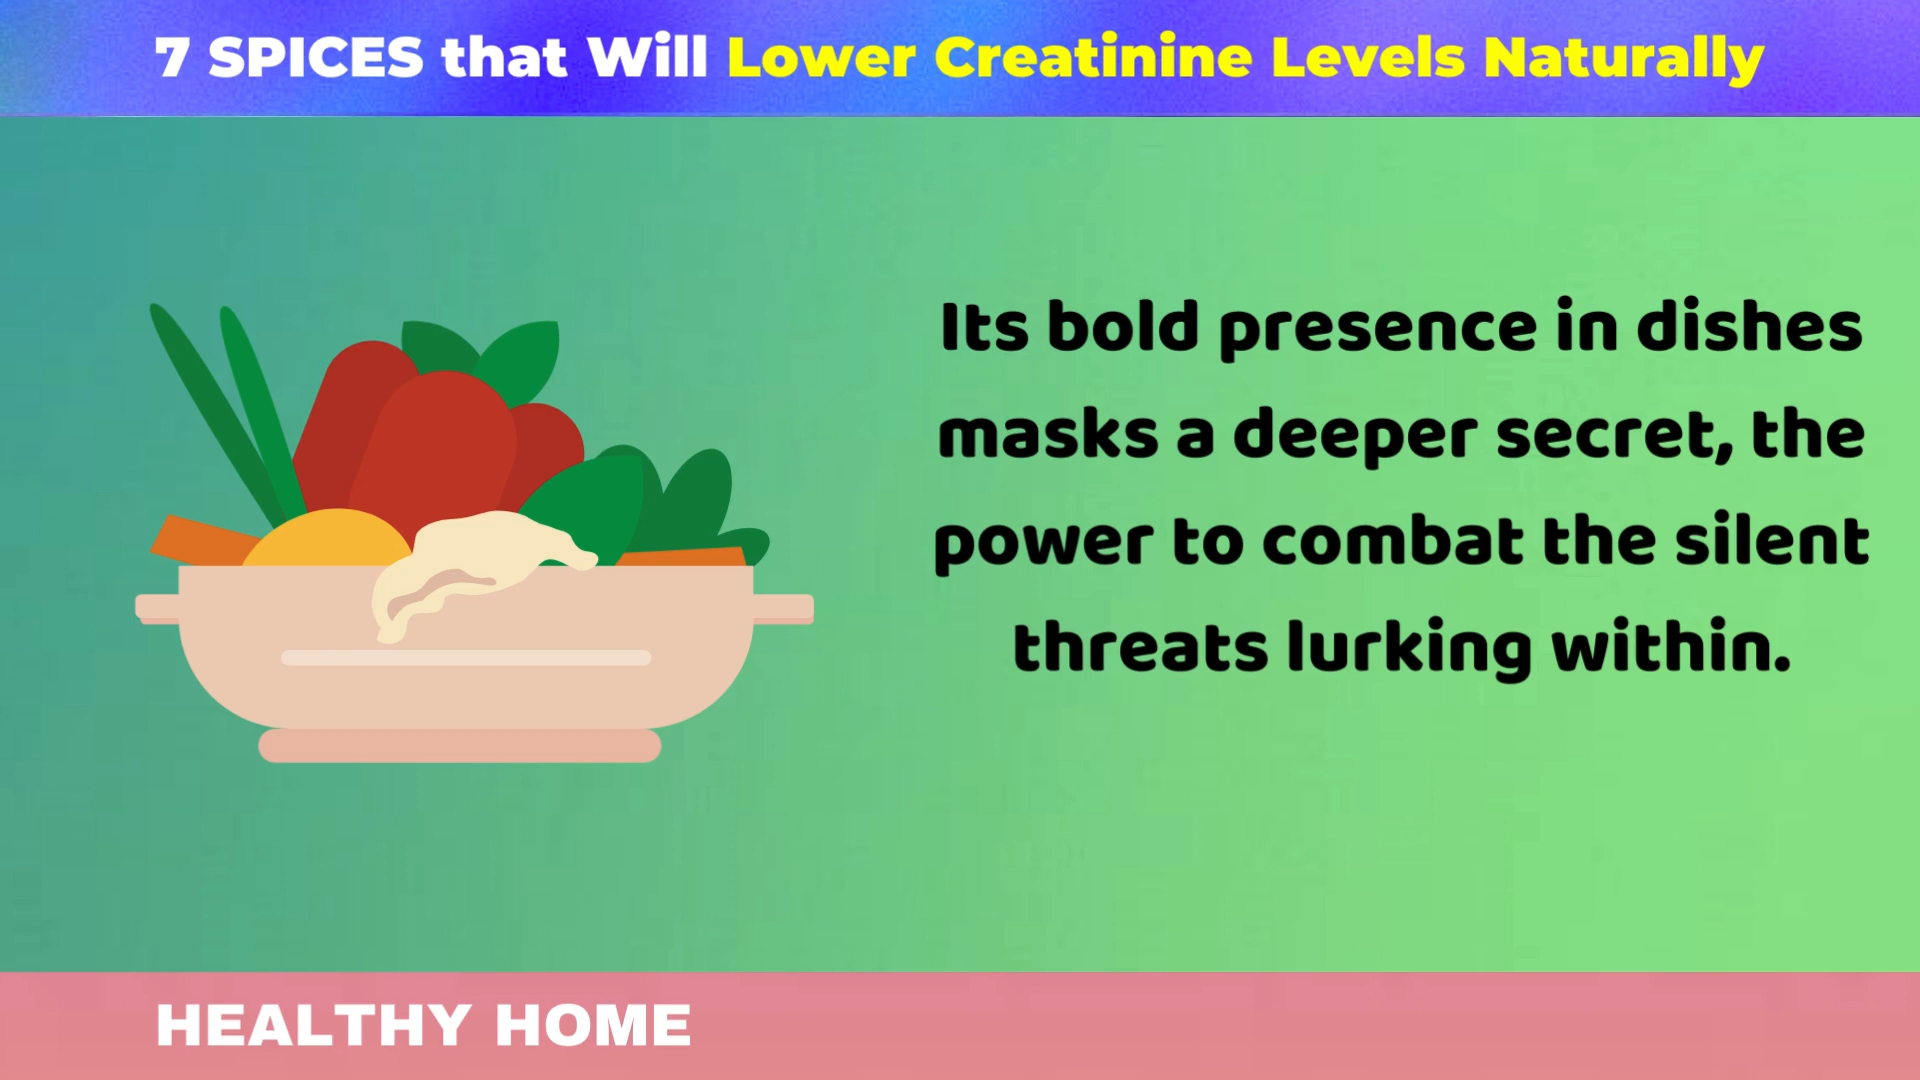 7 SPICES that Will Lower Creatinine Levels Naturally
Its bold presence in dishes
masks a deeper secret, the
power to combat the silent
threats lurking within.
HEALTHY HOME